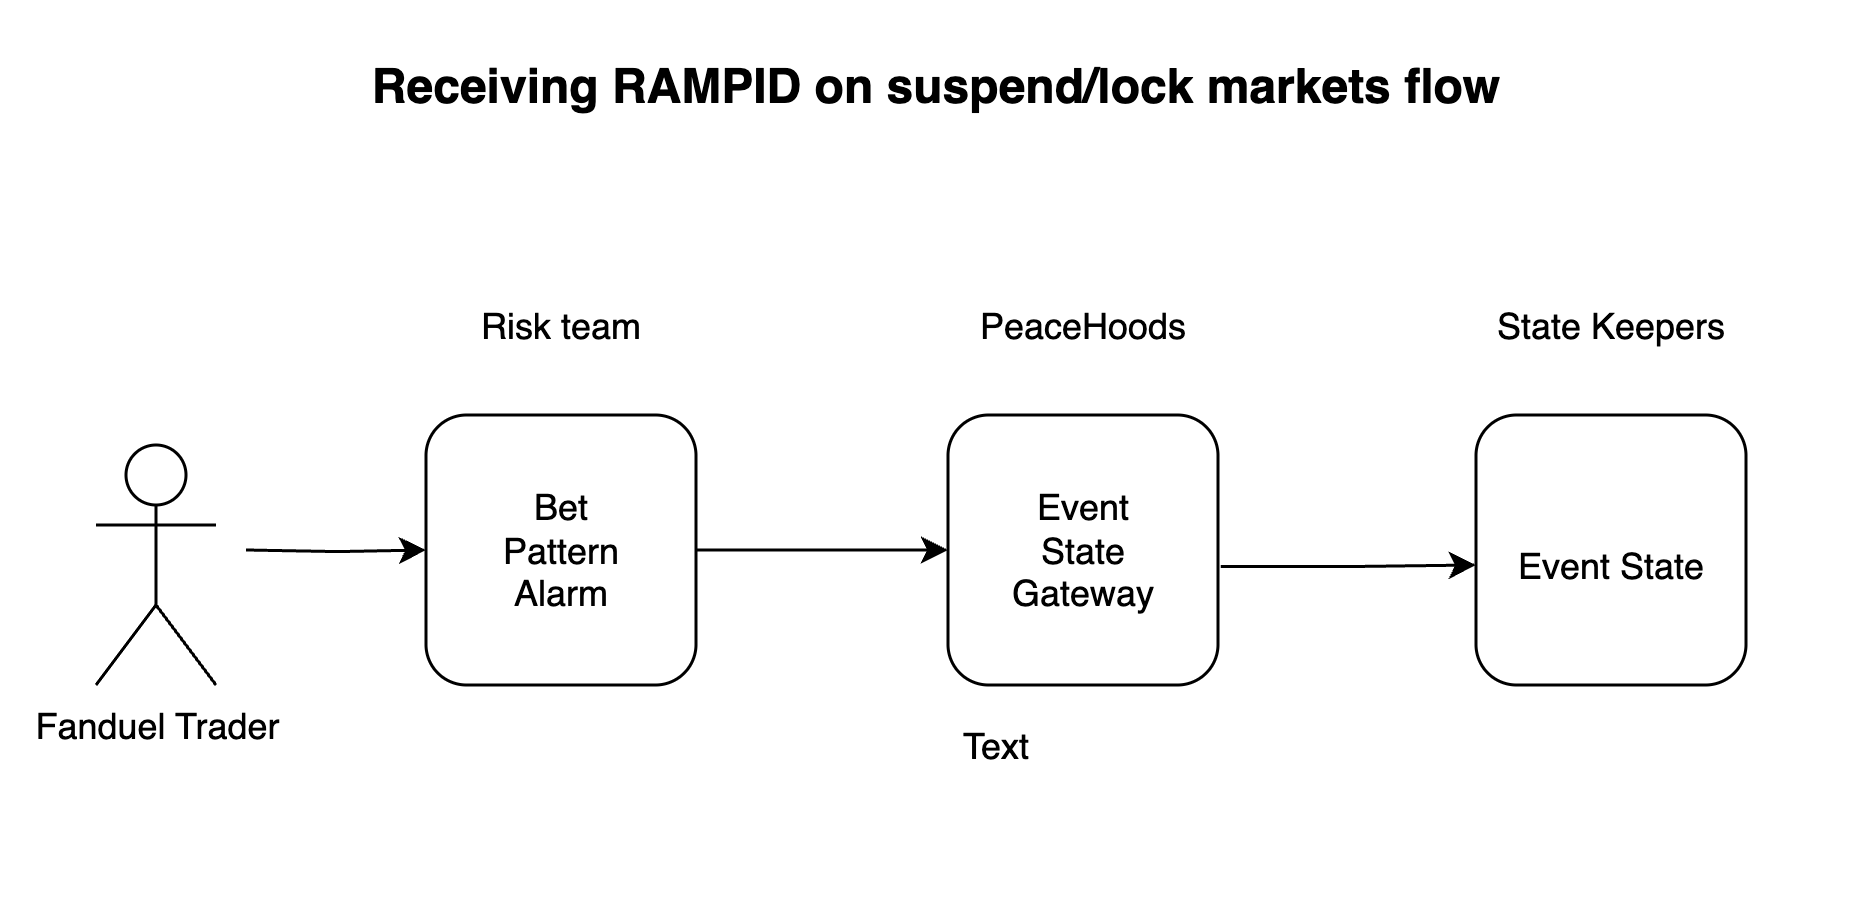 Receiving RAMPID on suspend/lock markets flow
Risk team
PeaceHoods
State Keepers
Bet
Pattern
Alarm
Event
State
Gateway
Event State
Fanduel Trader
Text